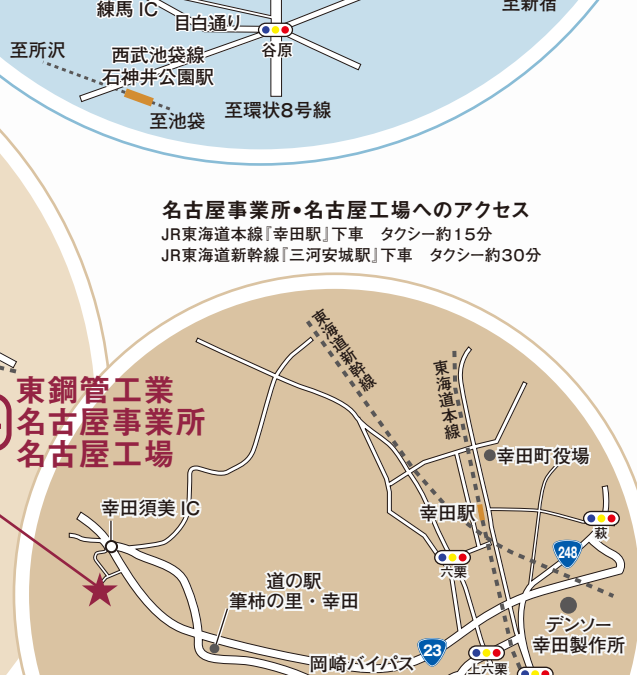 練馬 IC
目白通り
至新宿
至所沢
西武池袋線
石神井公園駅
谷原
至池袋
至環状8号線
名古屋事業所・名古屋工場へのアクセス
JR東海道本線『幸田駅』下車　タクシー約15分
JR東海道新幹線『三河安城駅』下車　タクシー約30分
東海道新幹線
東海道本線
東鋼管工業
名古屋事業所
名古屋工場
幸田町役場
幸田須美 IC
幸田駅
萩
248
六栗
道の駅
筆柿の里・幸田
デンソー
幸田製作所
23
岡崎バイパス
上六栗